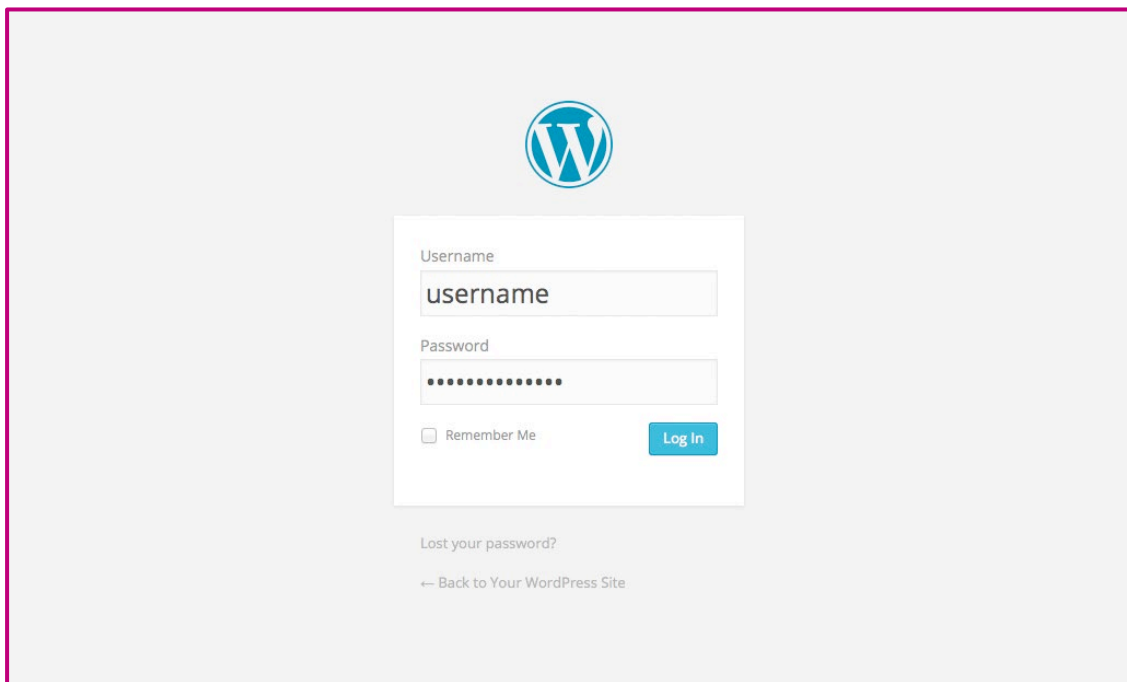 Username
username
Password
••••••••••••••
Remember Me
Log In
Lost your password?
← Back to Your WordPress Site